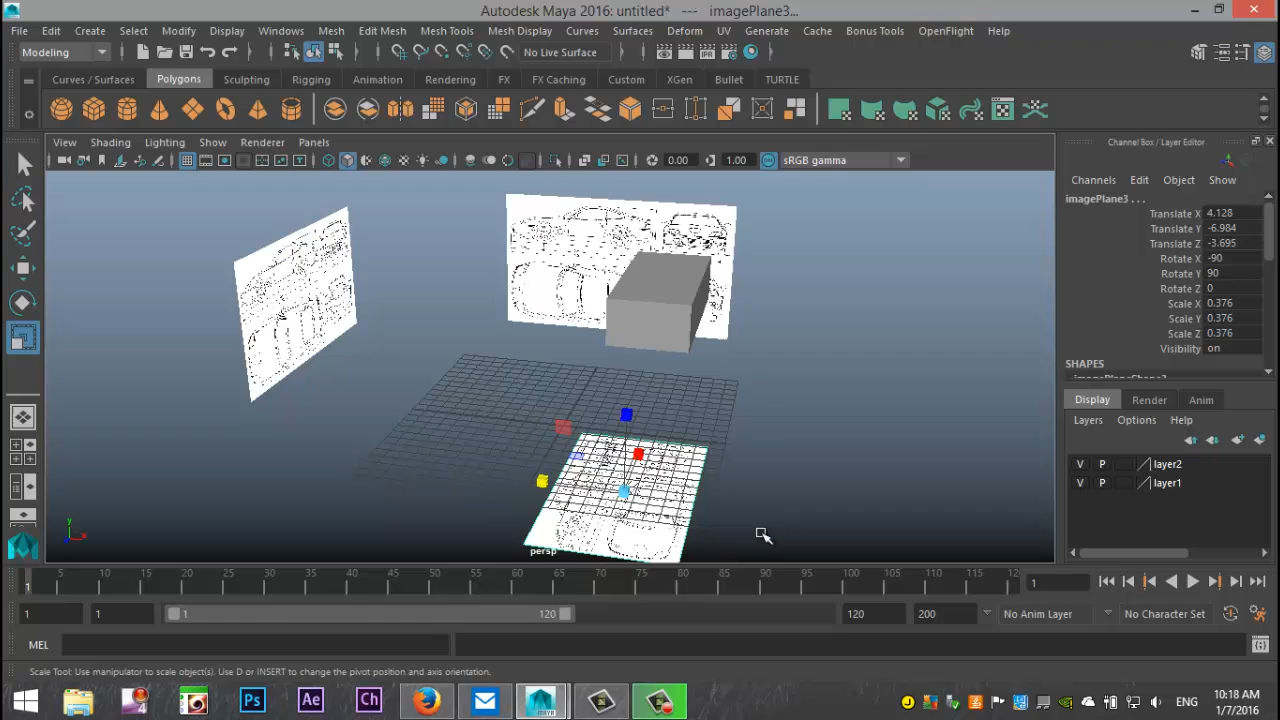 Autodesk Maya 2016: untitled* --- imagePlane3...
File Edit Create Select Modify Display Windows Mesh Edit Mesh Mesh Tools Mesh Display Curves Surfaces Deform UV Generate Cache Bonus Tools OpenFlight Help
Modeling No Live Surface
Curves / Surfaces Polygons Sculpting Rigging Animation Rendering FX FX Caching Custom XGen Bullet TURTLE
View Shading Lighting Show Renderer Panels
Channel Box / Layer Editor
0.00 1.00 sRGB gamma
Channels Edit Object Show
imagePlane3 . . .
Translate X 4.128
Translate Y -6.984
Translate Z -3.695
Rotate X -90
Rotate Y 90
Rotate Z 0
Scale X 0.376
Scale Y 0.376
Scale Z 0.376
Visibility on
SHAPES
Display Render Anim
Layers Options Help
V P layer2
V P layer1
y
x
z
persp
1 5 10 15 20 25 30 35 40 45 50 55 60 65 70 75 80 85 90 95 100 105 110 115 12 1
1 1 1 120 120 200 No Anim Layer No Character Set
MEL
Scale Tool: Use manipulator to scale object(s). Use D or INSERT to change the pivot position and axis orientation.
4 Ps Ae Ch MAYA ENG
10:18 AM
1/7/2016